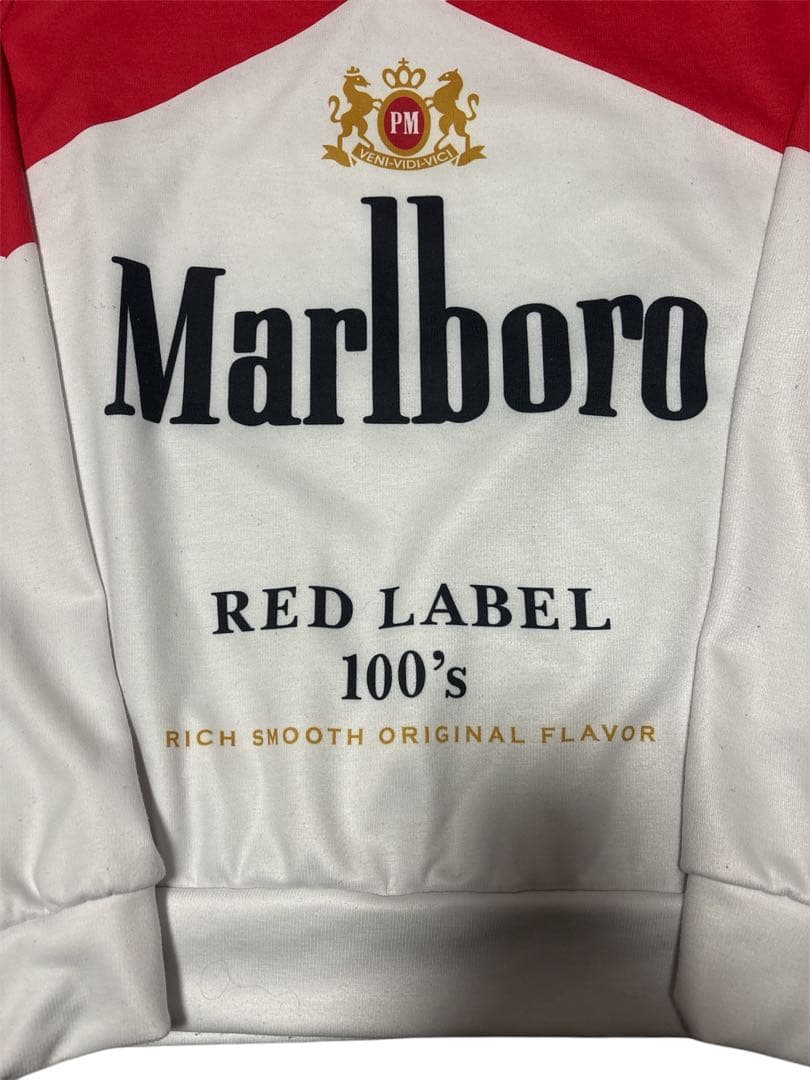 PM
VENI-VIDI-VICI
Marlboro
RED LABEL
100's
RICH SMOOTH ORIGINAL FLAVOR